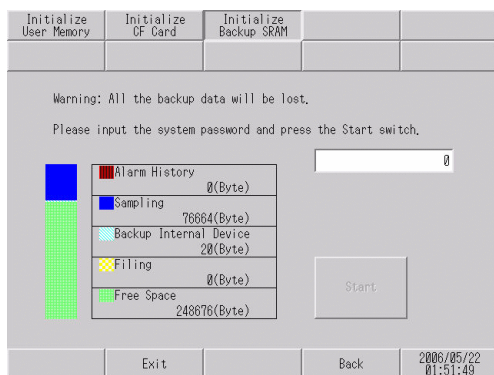 Initialize
User Memory
Initialize
CF Card
Initialize
Backup SRAM
Warning: All the backup data will be lost.
Please input the system password and press the Start switch.
0
Alarm History
0(Byte)
Sampling
76664(Byte)
Backup Internal Device
20(Byte)
Filing
0(Byte)
Free Space
248676(Byte)
Start
Exit
Back
2006/05/22
01:51:49